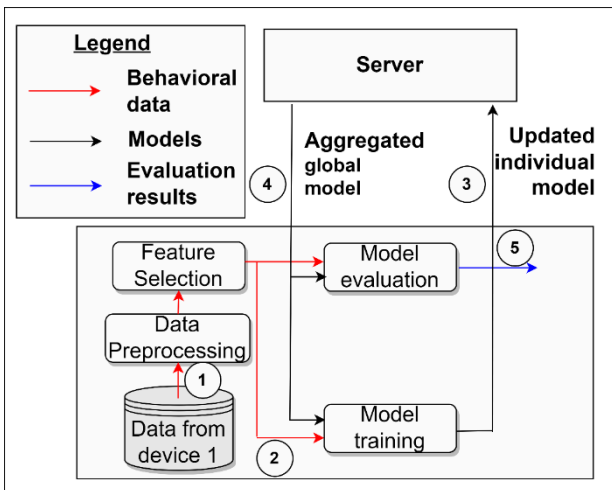 Legend
Behavioral
data
Models
Evaluation
results
Server
Aggregated
global
model
Updated
individual
model
4
3
Feature
Selection
Model
evaluation
5
Data
Preprocessing
1
Data from
device 1
2
Model
training